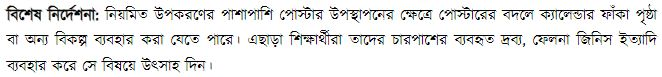 বিশেষ নির্দেশনা: নিয়মিত উপকরণের পাশাপাশি পোস্টার উপস্থাপনের ক্ষেত্রে পোস্টারের বদলে ক্যালেন্ডার ফাঁকা পৃষ্ঠা
বা অন্য বিকল্প ব্যবহার করা যেতে পারে। এছাড়া শিক্ষার্থীরা তাদের চারপাশের ব্যবহৃত দ্রব্য, ফেলনা জিনিস ইত্যাদি
ব্যবহার করে সে বিষয়ে উৎসাহ দিন।